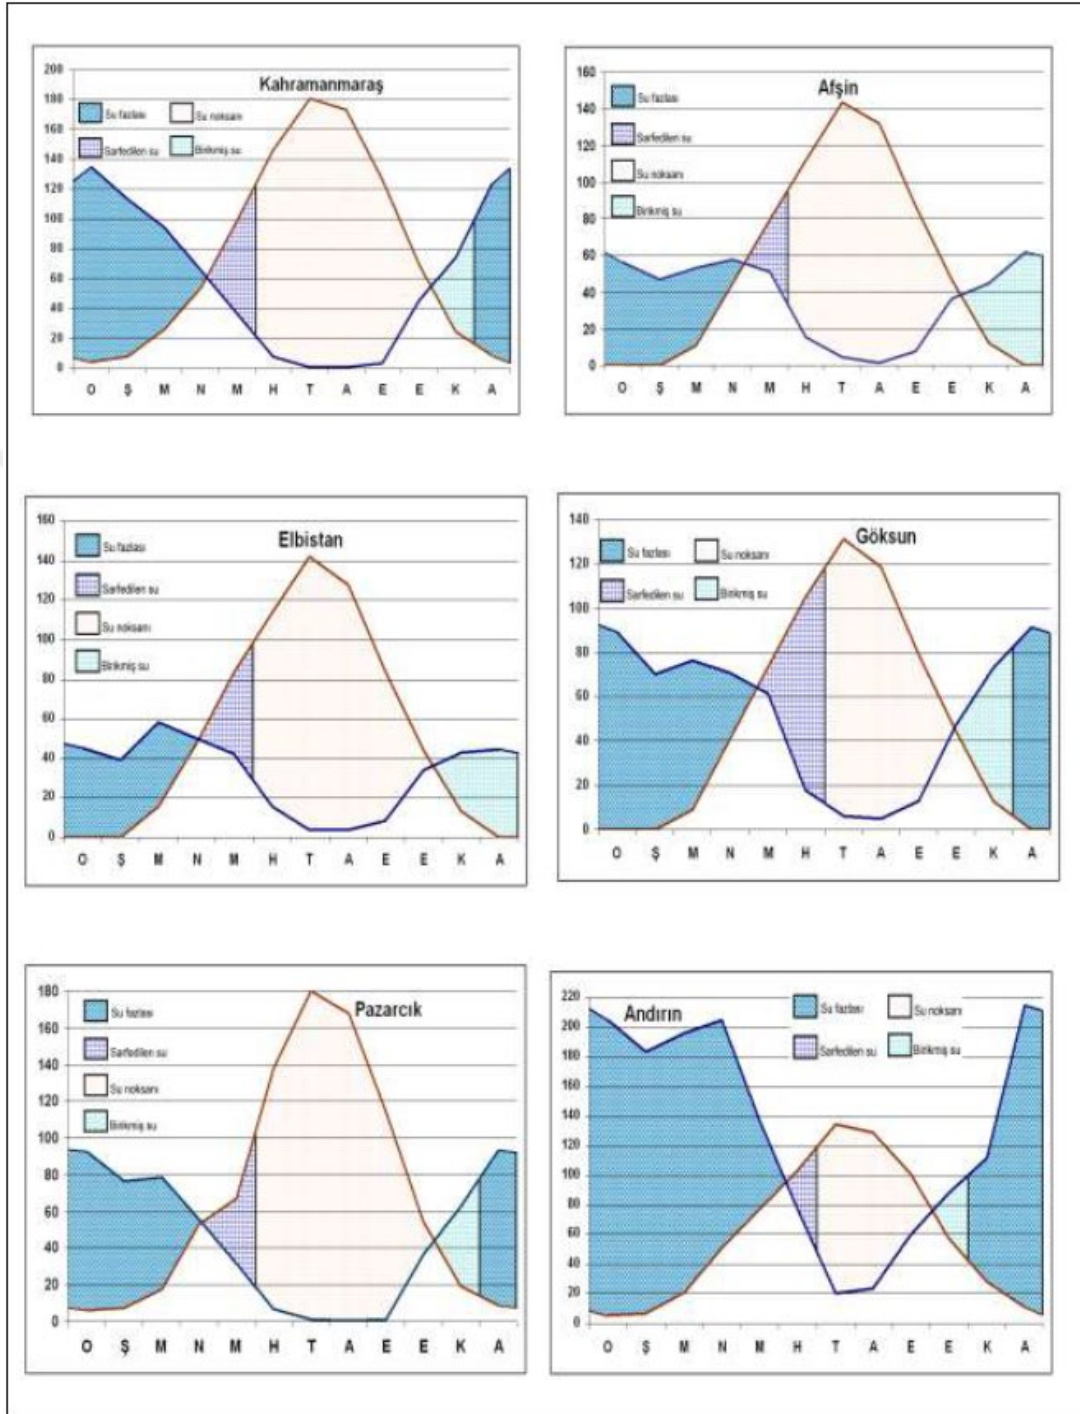 Kahramanmaraş
200
180
160
140
120
100
80
60
40
20
0
Su fazlası
Su noksanı
Sarfedilen su
Birikmiş su
O Ş M N M H T A E E K A
Afşin
160
140
120
100
80
60
40
20
0
Su fazlası
Sarfedilen su
Su noksanı
Birikmiş su
O Ş M N M H T A E E K A
Elbistan
160
140
120
100
80
60
40
20
0
Su fazlası
Sarfedilen su
Su noksanı
Birikmiş su
O Ş M N M H T A E E K A
Göksun
140
120
100
80
60
40
20
0
Su fazlası
Su noksanı
Sarfedilen su
Birikmiş su
O Ş M N M H T A E E K A
Pazarcık
180
160
140
120
100
80
60
40
20
0
Su fazlası
Sarfedilen su
Su noksanı
Birikmiş su
O Ş M N M H T A E E K A
Andırın
220
200
180
160
140
120
100
80
60
40
20
0
Su fazlası
Su noksanı
Sarfedilen su
Birikmiş su
O Ş M N M H T A E E K A